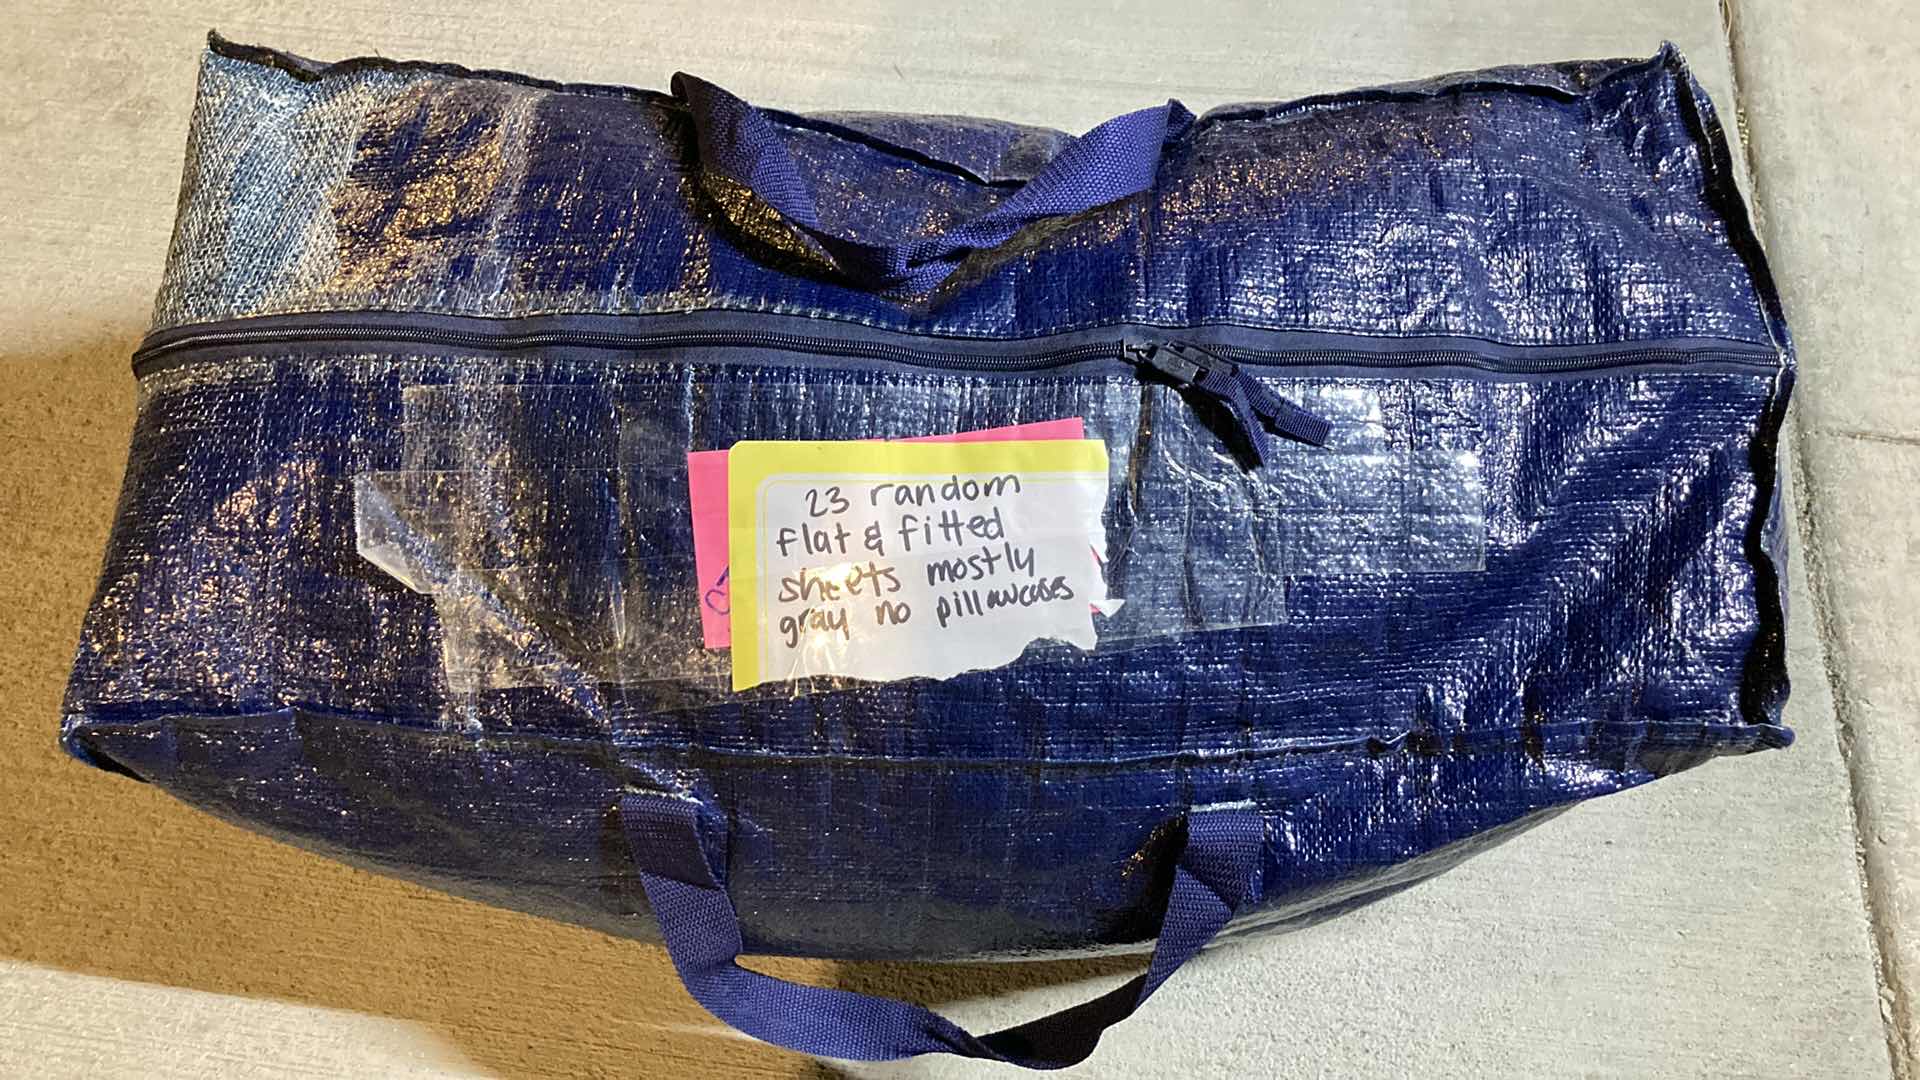 23 random
flat & fitted
sheets mostly
gray no pillowcases